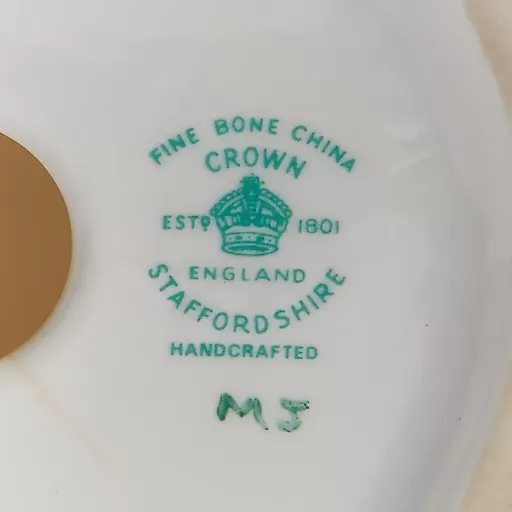 FINE BONE CHINA
CROWN
ESTD 1801
ENGLAND
STAFFORDSHIRE
HANDCRAFTED
MJ